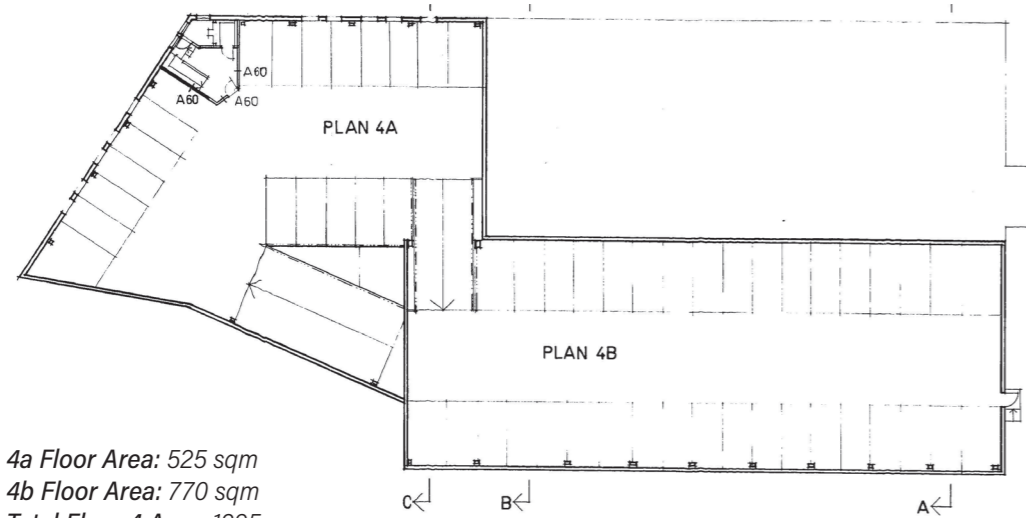 A60
A60
A60
PLAN 4A
PLAN 4B
4a Floor Area: 525 sqm
4b Floor Area: 770 sqm
C
B
A